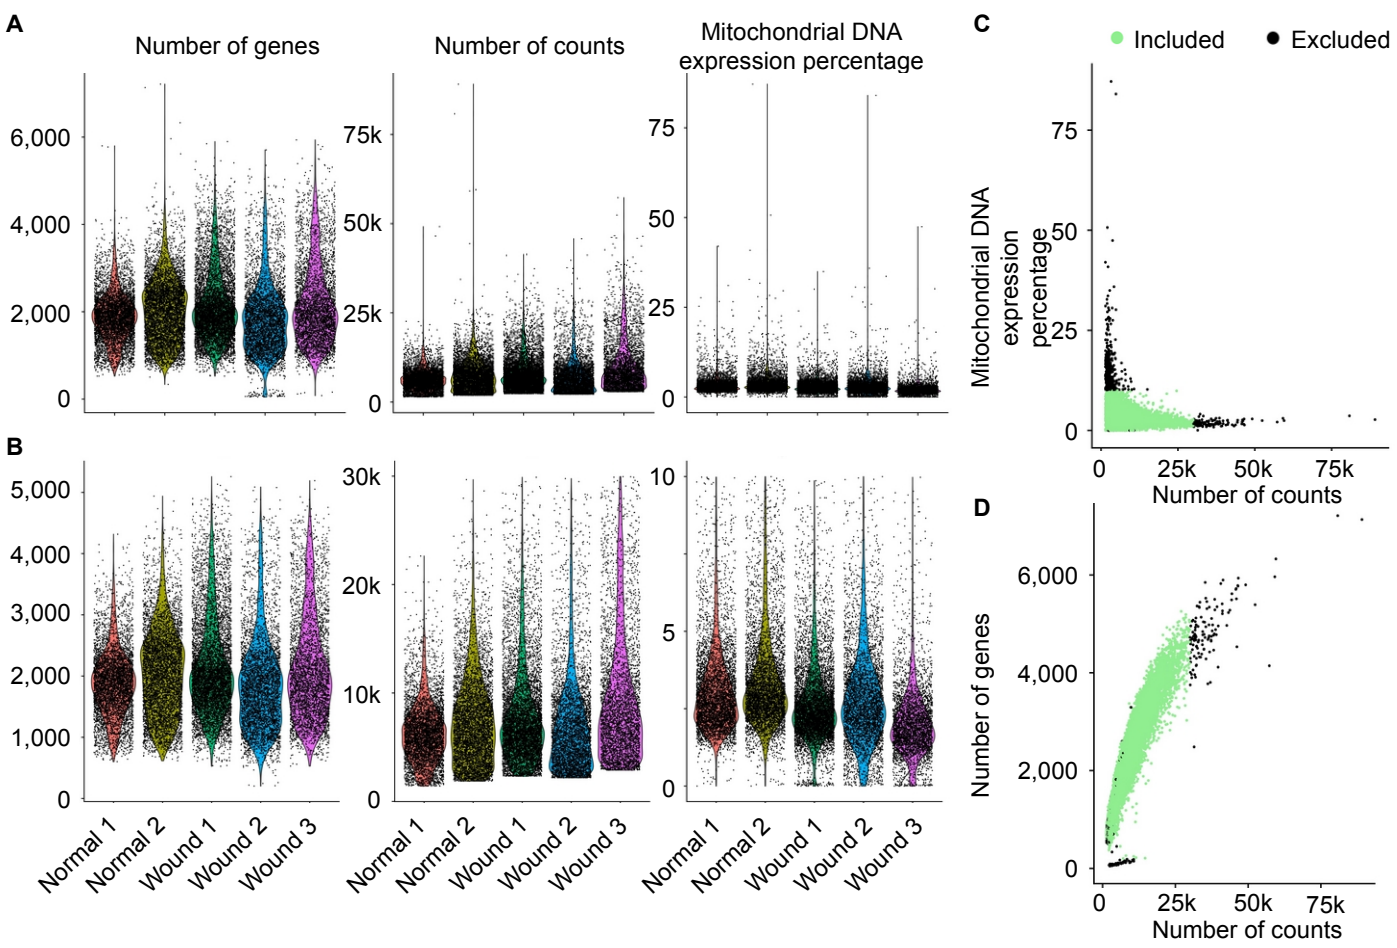 A
Number of genes
Number of counts
Mitochondrial DNA
expression percentage
6,000
4,000
2,000
0
75k
50k
25k
0
75
50
25
0
B
5,000
4,000
3,000
2,000
1,000
0
30k
20k
10k
0
10
5
0
Normal 1
Normal 2
Wound 1
Wound 2
Wound 3
Normal 1
Normal 2
Wound 1
Wound 2
Wound 3
Normal 1
Normal 2
Wound 1
Wound 2
Wound 3
C
Included
Excluded
Mitochondrial DNA
expression
percentage
75
50
25
0
0
25k
50k
75k
Number of counts
D
Number of genes
6,000
4,000
2,000
0
0
25k
50k
75k
Number of counts